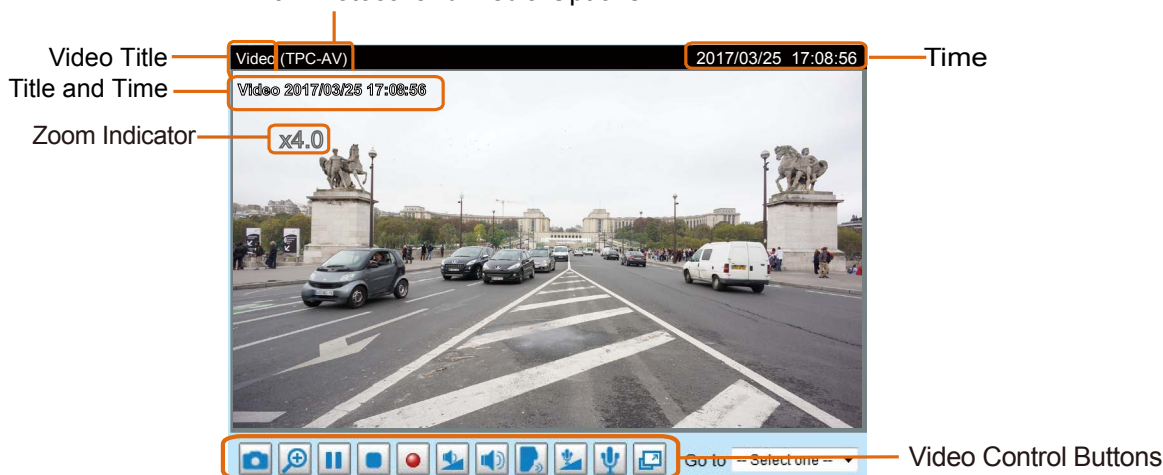 Video Title
Video (TPC-AV)
2017/03/25 17:08:56
Time
Title and Time
Video 2017/03/25 17:08:56
Zoom Indicator
x4.0
Go to
-- Select one --
Video Control Buttons